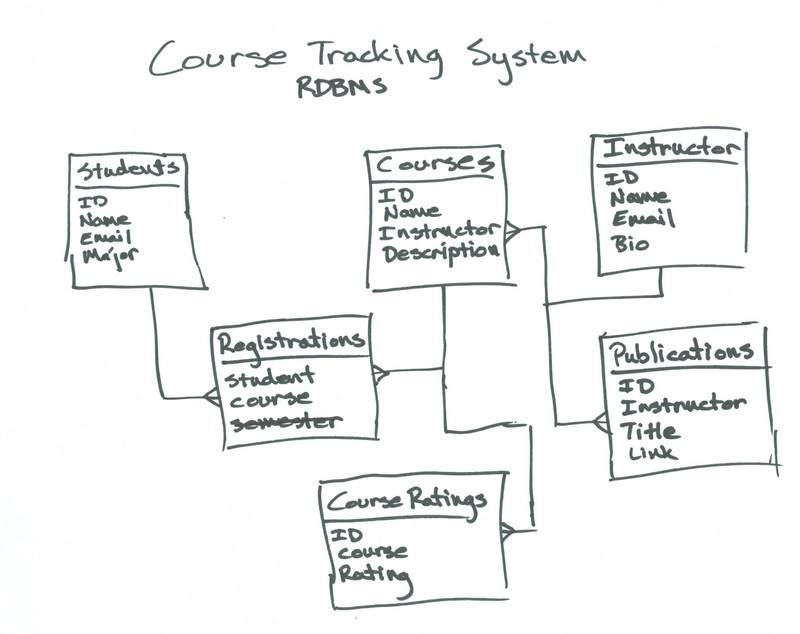 Course Tracking System
RDBMS
Students
ID
Name
Email
Major
Courses
ID
Name
Instructor
Description
Instructor
ID
Name
Email
Bio
Registrations
student
course
semester
Publications
ID
Instructor
Title
Link
Course Ratings
ID
course
Rating